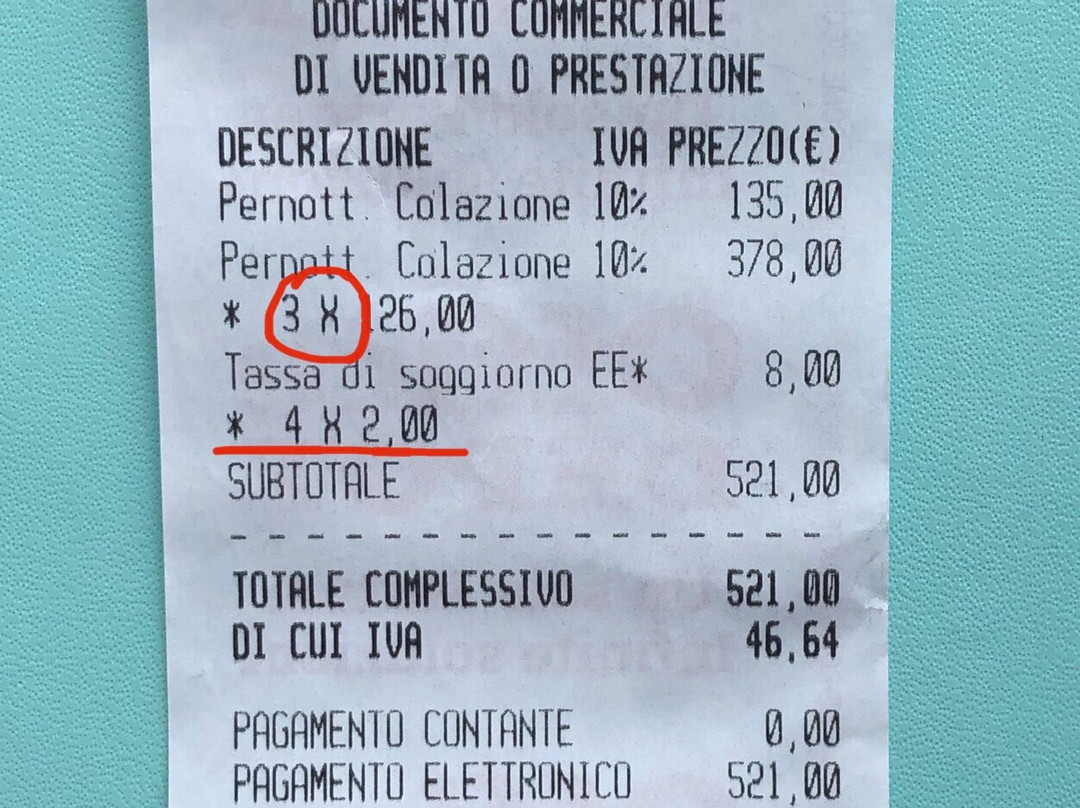 DOCUMENTO COMMERCIALE
DI VENDITA O PRESTAZIONE
DESCRIZIONE IVA PREZZO(€)
Pernott. Colazione 10% 135,00
Pernott. Colazione 10% 378,00
* 3 X 126,00
Tassa di soggiorno EE* 8,00
* 4 X 2,00
SUBTOTALE 521,00
TOTALE COMPLESSIVO 521,00
DI CUI IVA 46,64
PAGAMENTO CONTANTE 0,00
PAGAMENTO ELETTRONICO 521,00